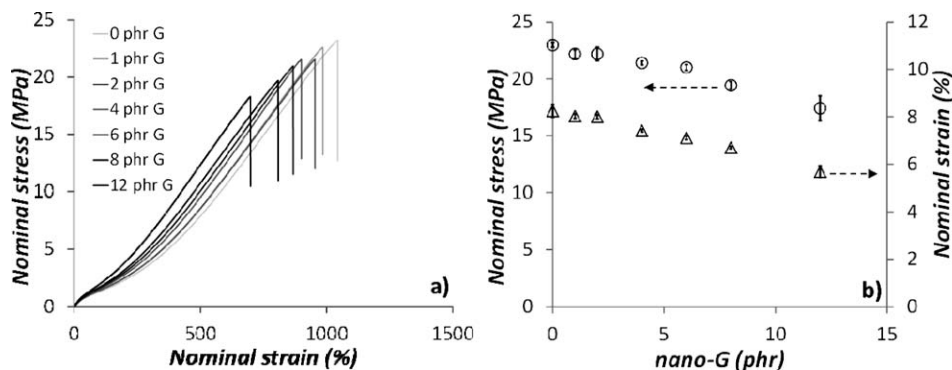 25
20
15
10
5
0
Nominal stress (MPa)
0 phr G
1 phr G
2 phr G
4 phr G
6 phr G
8 phr G
12 phr G
a)
0
500
1000
1500
Nominal strain (%)
25
20
15
10
5
0
Nominal stress (MPa)
12
10
8
6
4
2
0
Nominal strain (%)
b)
0
5
10
15
nano-G (phr)